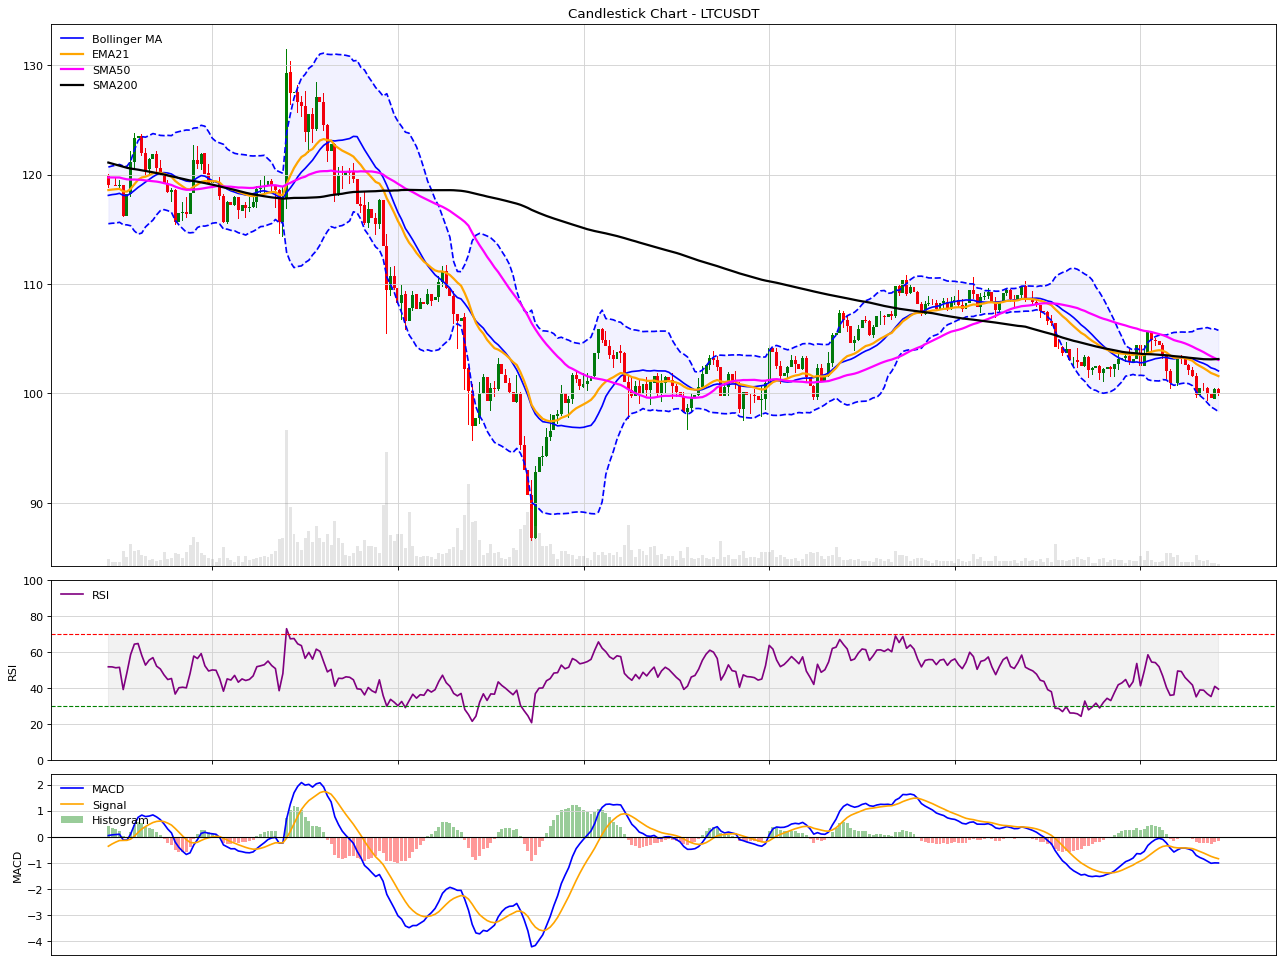 Candlestick Chart - LTCUSDT
Bollinger MA
EMA21
SMA50
SMA200
130
120
110
100
90
RSI
100
80
60
40
20
0
RSI
MACD
Signal
Histogram
2
1
0
−1
−2
−3
−4
MACD